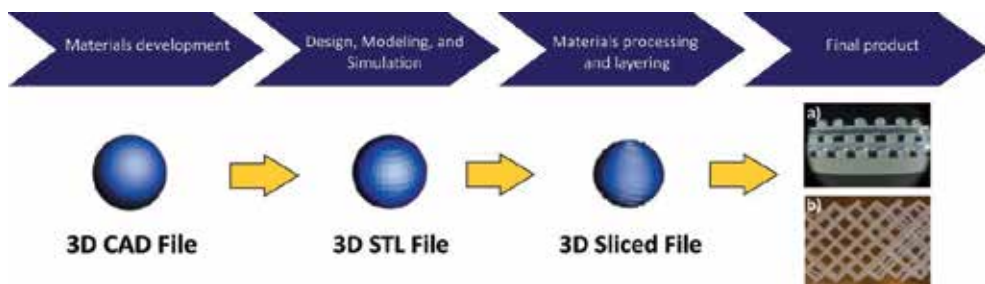 Materials development
Design, Modeling, and
Simulation
Materials processing
and layering
Final product
a)
b)
3D CAD File
3D STL File
3D Sliced File